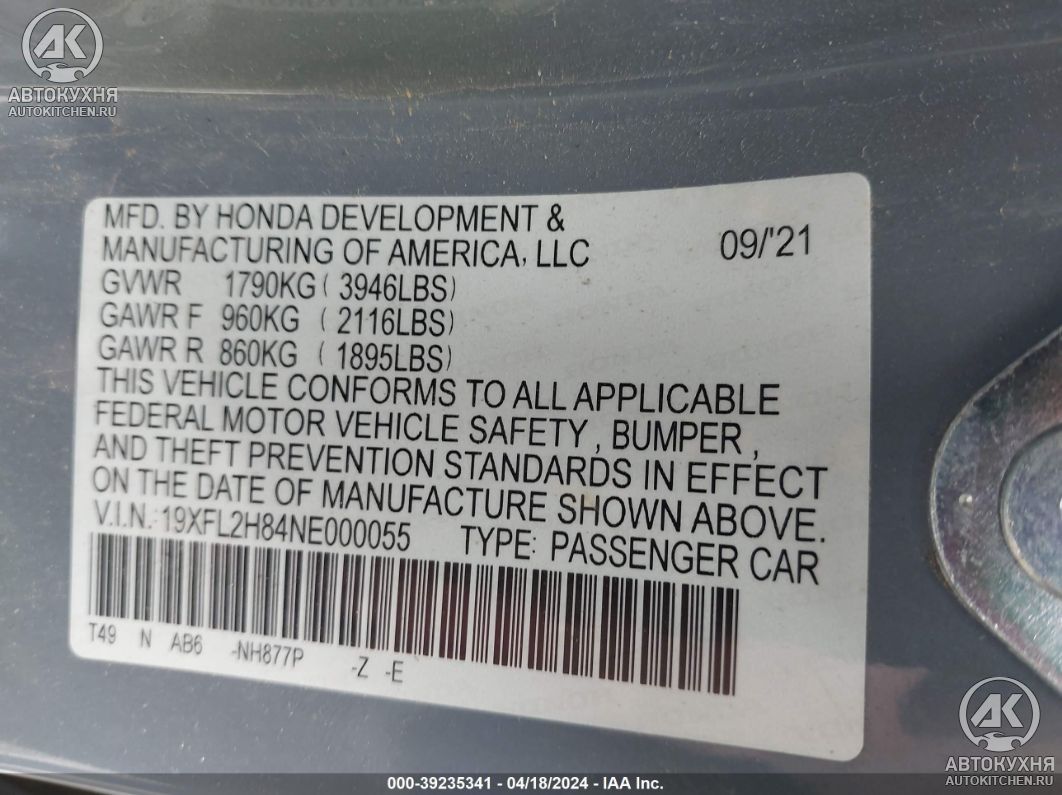 АК
АВТОКУХНЯ
AUTOKITCHEN.RU
MFD. BY HONDA DEVELOPMENT &
MANUFACTURING OF AMERICA, LLC 09/'21
GVWR 1790KG ( 3946LBS)
GAWR F 960KG ( 2116LBS)
GAWR R 860KG ( 1895LBS)
THIS VEHICLE CONFORMS TO ALL APPLICABLE
FEDERAL MOTOR VEHICLE SAFETY , BUMPER ,
AND THEFT PREVENTION STANDARDS IN EFFECT
ON THE DATE OF MANUFACTURE SHOWN ABOVE.
V.I.N.: 19XFL2H84NE000055 TYPE: PASSENGER CAR
T49 N AB6 -NH877P -Z -E
АК
АВТОКУХНЯ
AUTOKITCHEN.RU
000-39235341 - 04/18/2024 - IAA Inc.